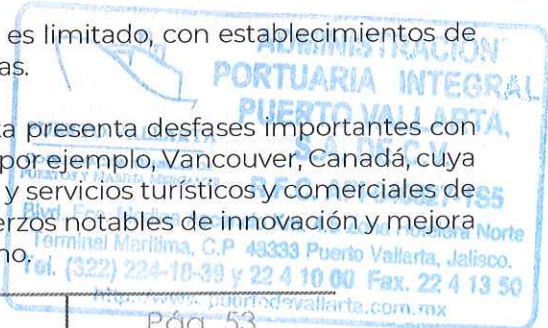 es limitado, con establecimientos de
as.
ADMINISTRACIÓN
PORTUARIA INTEGRAL
PUERTO VALLARTA,
S.A. DE C.V.
ta presenta desfases importantes con
por ejemplo, Vancouver, Canadá, cuya
y servicios turísticos y comerciales de
erzos notables de innovación y mejora
no.
Terminal Marítima, C.P. 48333 Puerto Vallarta, Jalisco.
Tel. (322) 224-18-39 y 22 4 10 00 Fax. 22 4 13 50
Pág. 53